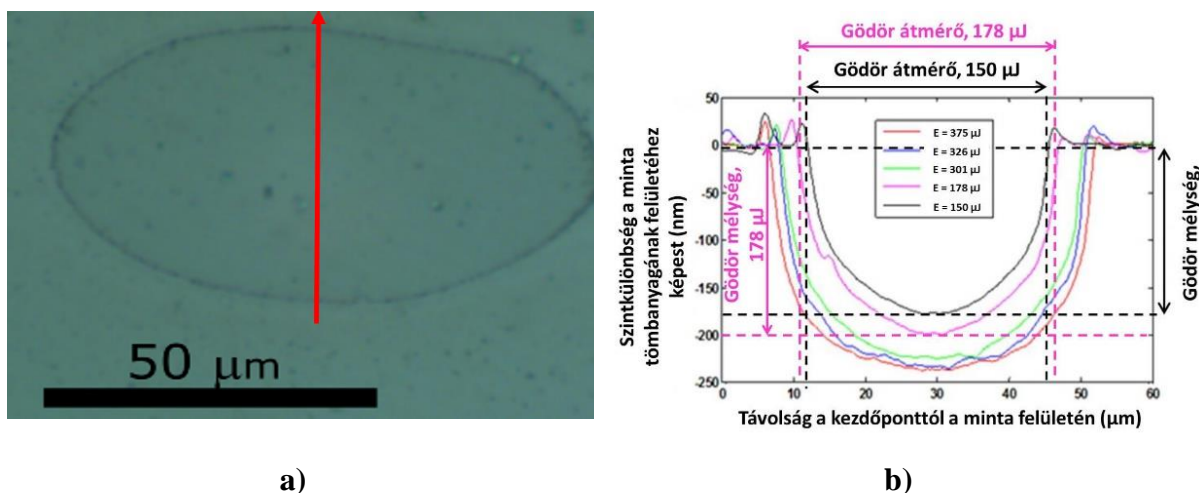 50 μm
a)
Gödör átmérő, 178 μJ
Gödör átmérő, 150 μJ
Szintkülönbség a minta
tömbanyagának felületéhez
képest (nm)
50
0
-50
-100
-150
-200
-250
E = 375 μJ
E = 326 μJ
E = 301 μJ
E = 178 μJ
E = 150 μJ
Gödör mélység,
178 μJ
Gödör mélység,
0
10
20
30
40
50
60
Távolság a kezdőponttól a minta felületén (μm)
b)